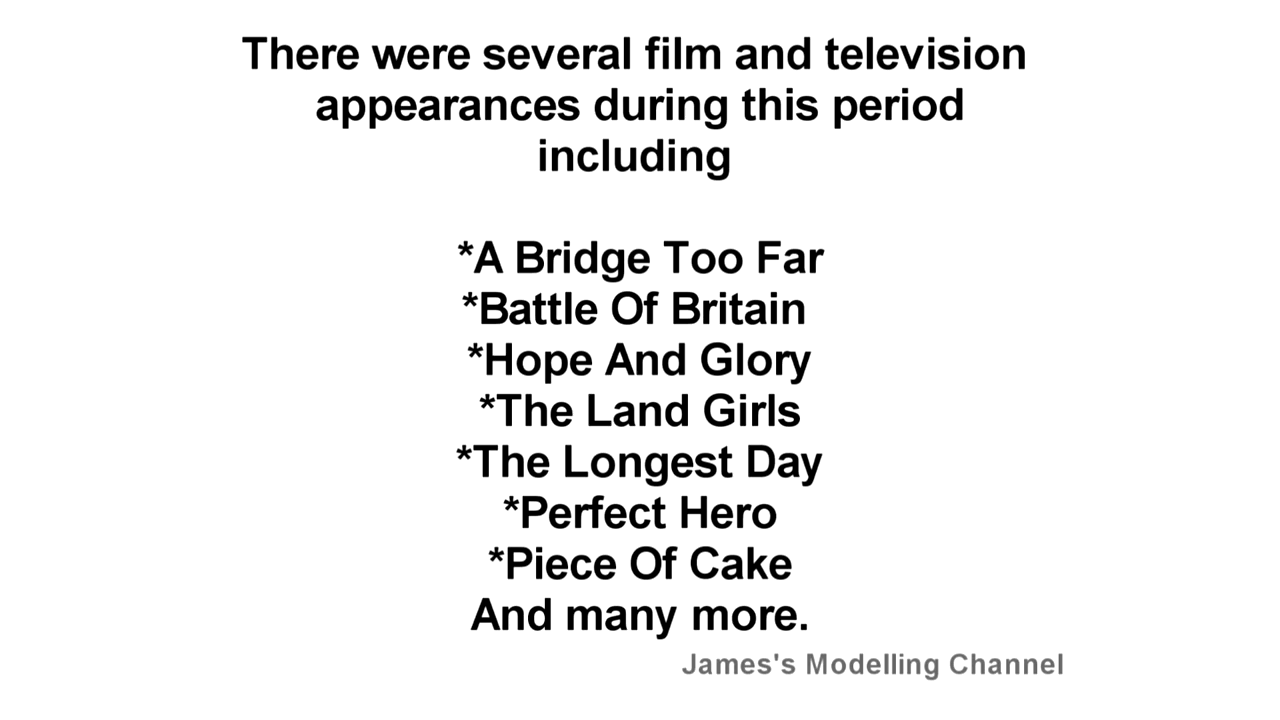 There were several film and television
appearances during this period
including
*A Bridge Too Far
*Battle Of Britain
*Hope And Glory
*The Land Girls
*The Longest Day
*Perfect Hero
*Piece Of Cake
And many more.
James's Modelling Channel